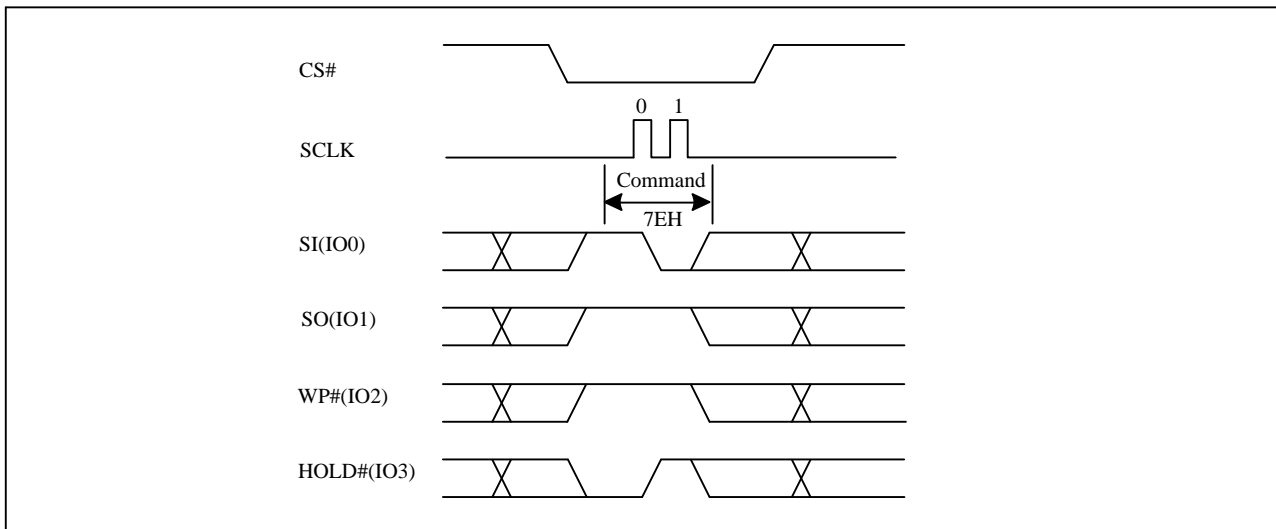 CS#
0 1
SCLK
Command
7EH
SI(IO0)
SO(IO1)
WP#(IO2)
HOLD#(IO3)